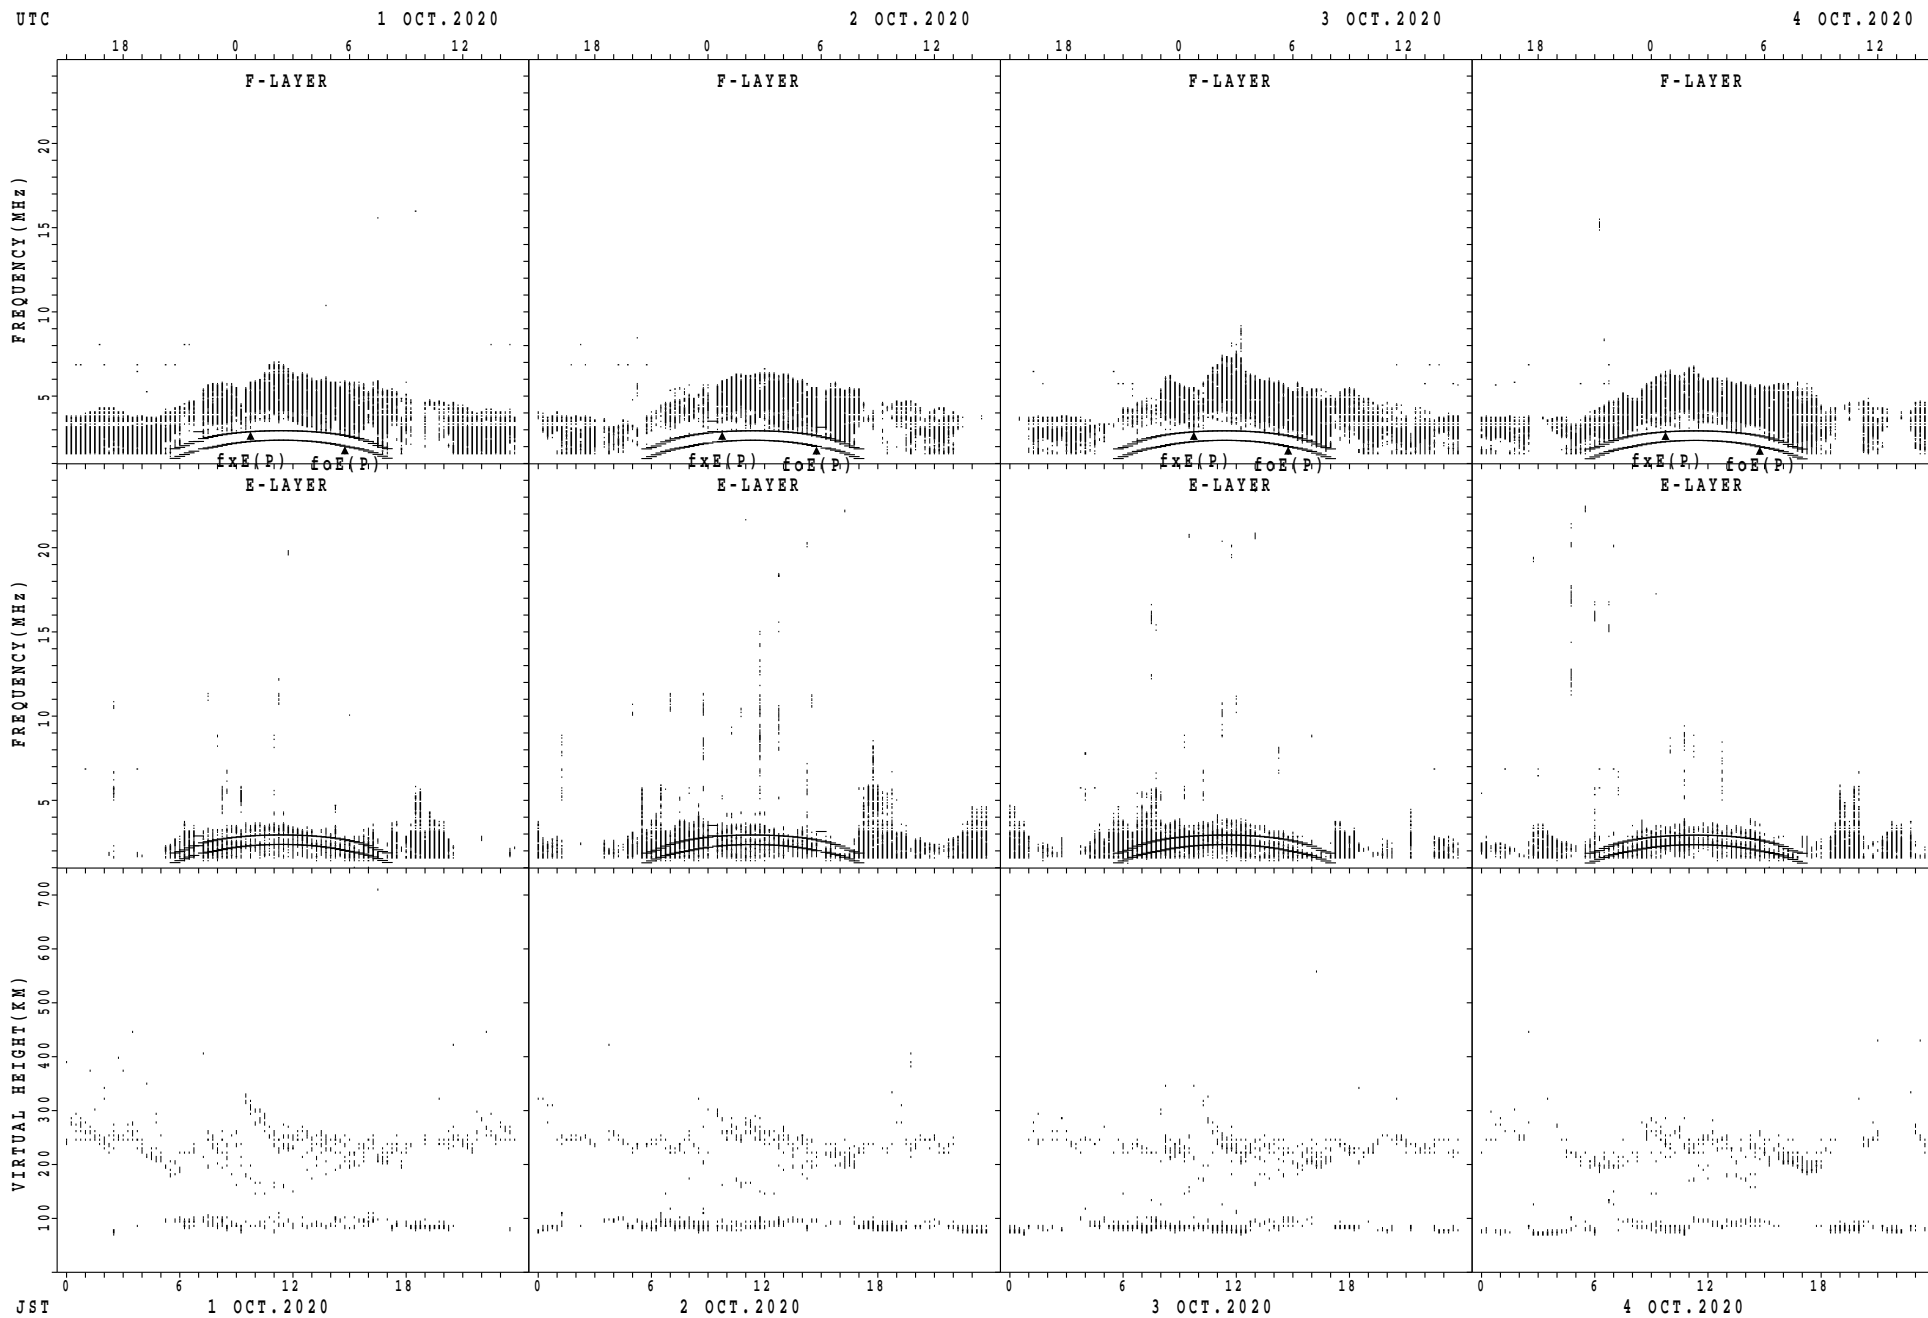 UTC 1 OCT.2020 2 OCT.2020 3 OCT.2020 4 OCT.2020
18 0 6 12 18 0 6 12 18 0 6 12 18 0 6 12
F-LAYER F-LAYER F-LAYER F-LAYER
FREQUENCY(MHz)
20
15
10
5
fxE(P) foE(P) fxE(P) foE(P) fxE(P) foE(P) fxE(P) foE(P)
E-LAYER E-LAYER E-LAYER E-LAYER
FREQUENCY(MHz)
20
15
10
5
VIRTUAL HEIGHT(KM)
700
600
500
400
300
200
100
0 6 12 18 0 6 12 18 0 6 12 18 0 6 12 18
JST 1 OCT.2020 2 OCT.2020 3 OCT.2020 4 OCT.2020